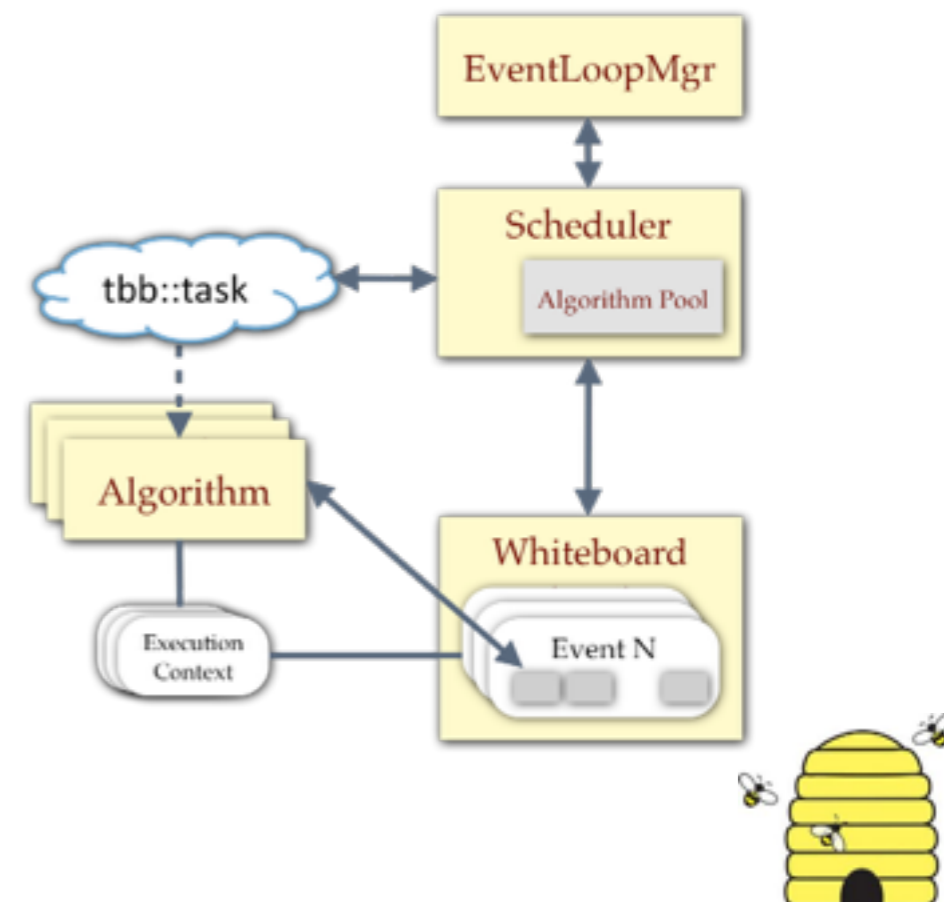 EventLoopMgr
Scheduler
Algorithm Pool
tbb::task
Algorithm
Whiteboard
Event N
Execution
Context